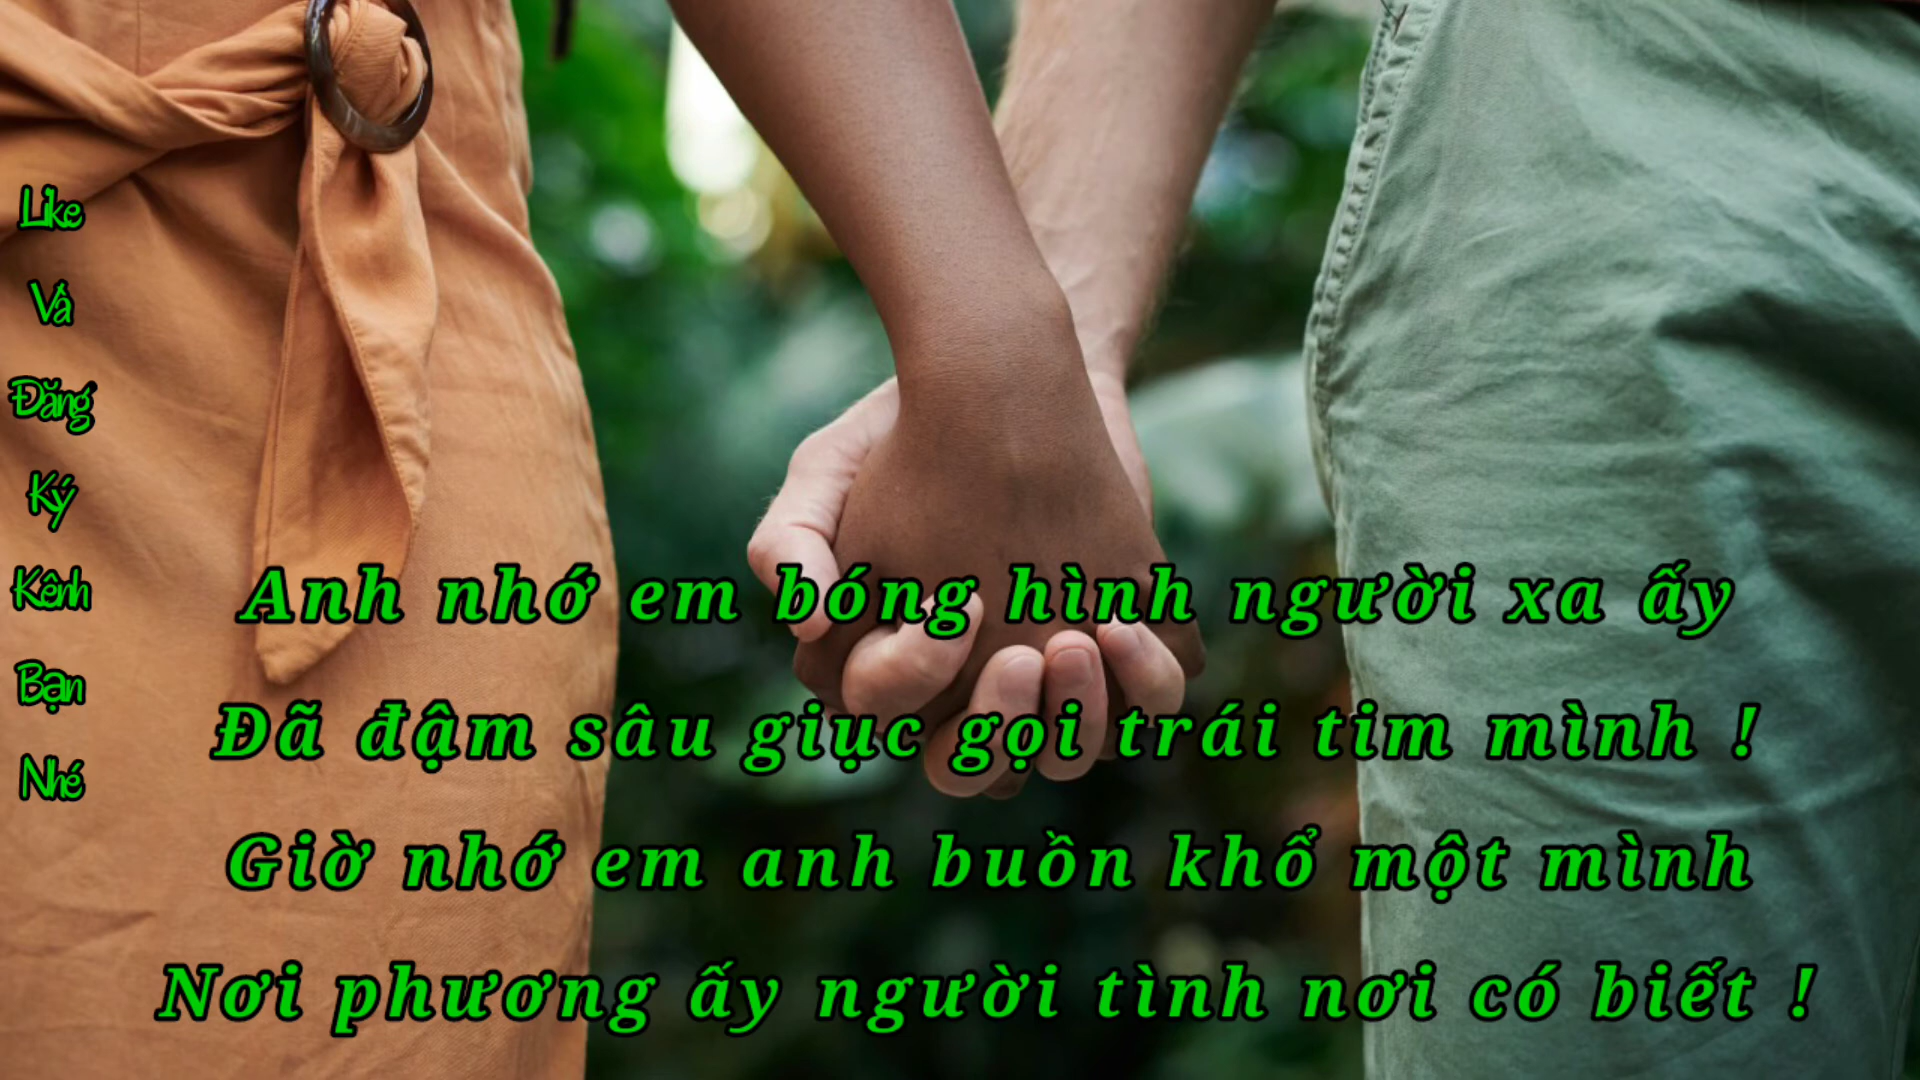 Like
Và
Đăng
Ký
Kênh
Bạn
Nhé
Anh nhớ em bóng hình người xa ấy
Đã đậm sâu giục gọi trái tim mình !
Giờ nhớ em anh buồn khổ một mình
Nơi phương ấy người tình nơi có biết !